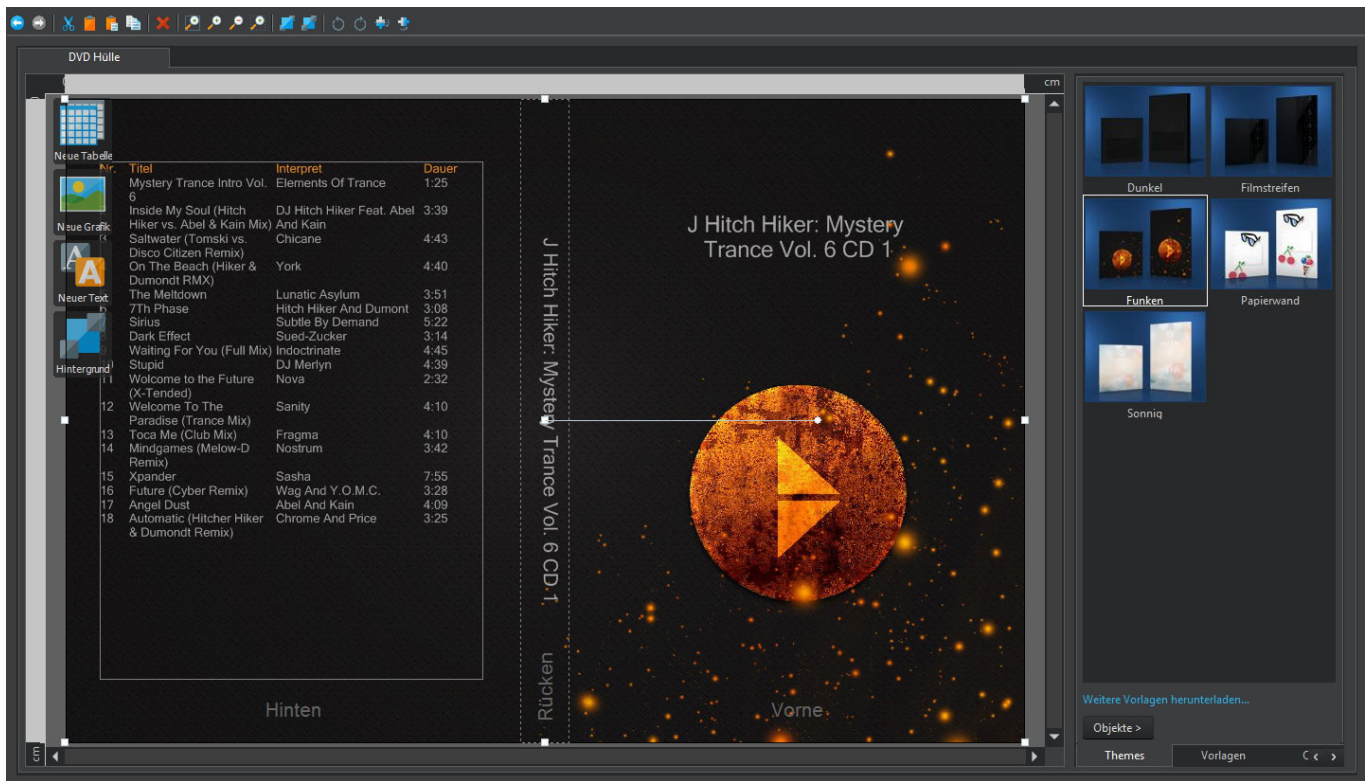 DVD Hülle
cm
Neue Tabelle
Neue Grafik
Neuer Text
Hintergrund
Nr. Titel Interpret Dauer
Mystery Trance Intro Vol. Elements Of Trance 1:25
6
Inside My Soul (Hitch DJ Hitch Hiker Feat. Abel 3:39
Hiker vs. Abel & Kain Mix) And Kain
Saltwater (Tomski vs. Chicane 4:43
Disco Citizen Remix)
On The Beach (Hiker & York 4:40
Dumondt RMX)
The Meltdown Lunatic Asylum 3:51
7Th Phase Hitch Hiker And Dumont 3:08
Sirius Subtle By Demand 5:22
Dark Effect Sued-Zucker 3:14
Waiting For You (Full Mix) Indoctrinate 4:45
Stupid DJ Merlyn 4:39
11 Wolcome to the Future Nova 2:32
(X-Tended)
12 Welcome To The Sanity 4:10
Paradise (Trance Mix)
13 Toca Me (Club Mix) Fragma 4:10
14 Mindgames (Melow-D Nostrum 3:42
Remix)
15 Xpander Sasha 7:55
16 Future (Cyber Remix) Wag And Y.O.M.C. 3:28
17 Angel Dust Abel And Kain 4:09
18 Automatic (Hitcher Hiker Chrome And Price 3:25
& Dumondt Remix)
Hinten
J Hitch Hiker: Mystery Trance Vol. 6 CD 1
Rücken
J Hitch Hiker: Mystery
Trance Vol. 6 CD 1
Vorne
cm
Dunkel
Filmstreifen
Funken
Papierwand
Sonnig
Weitere Vorlagen herunterladen...
Objekte >
Themes
Vorlagen